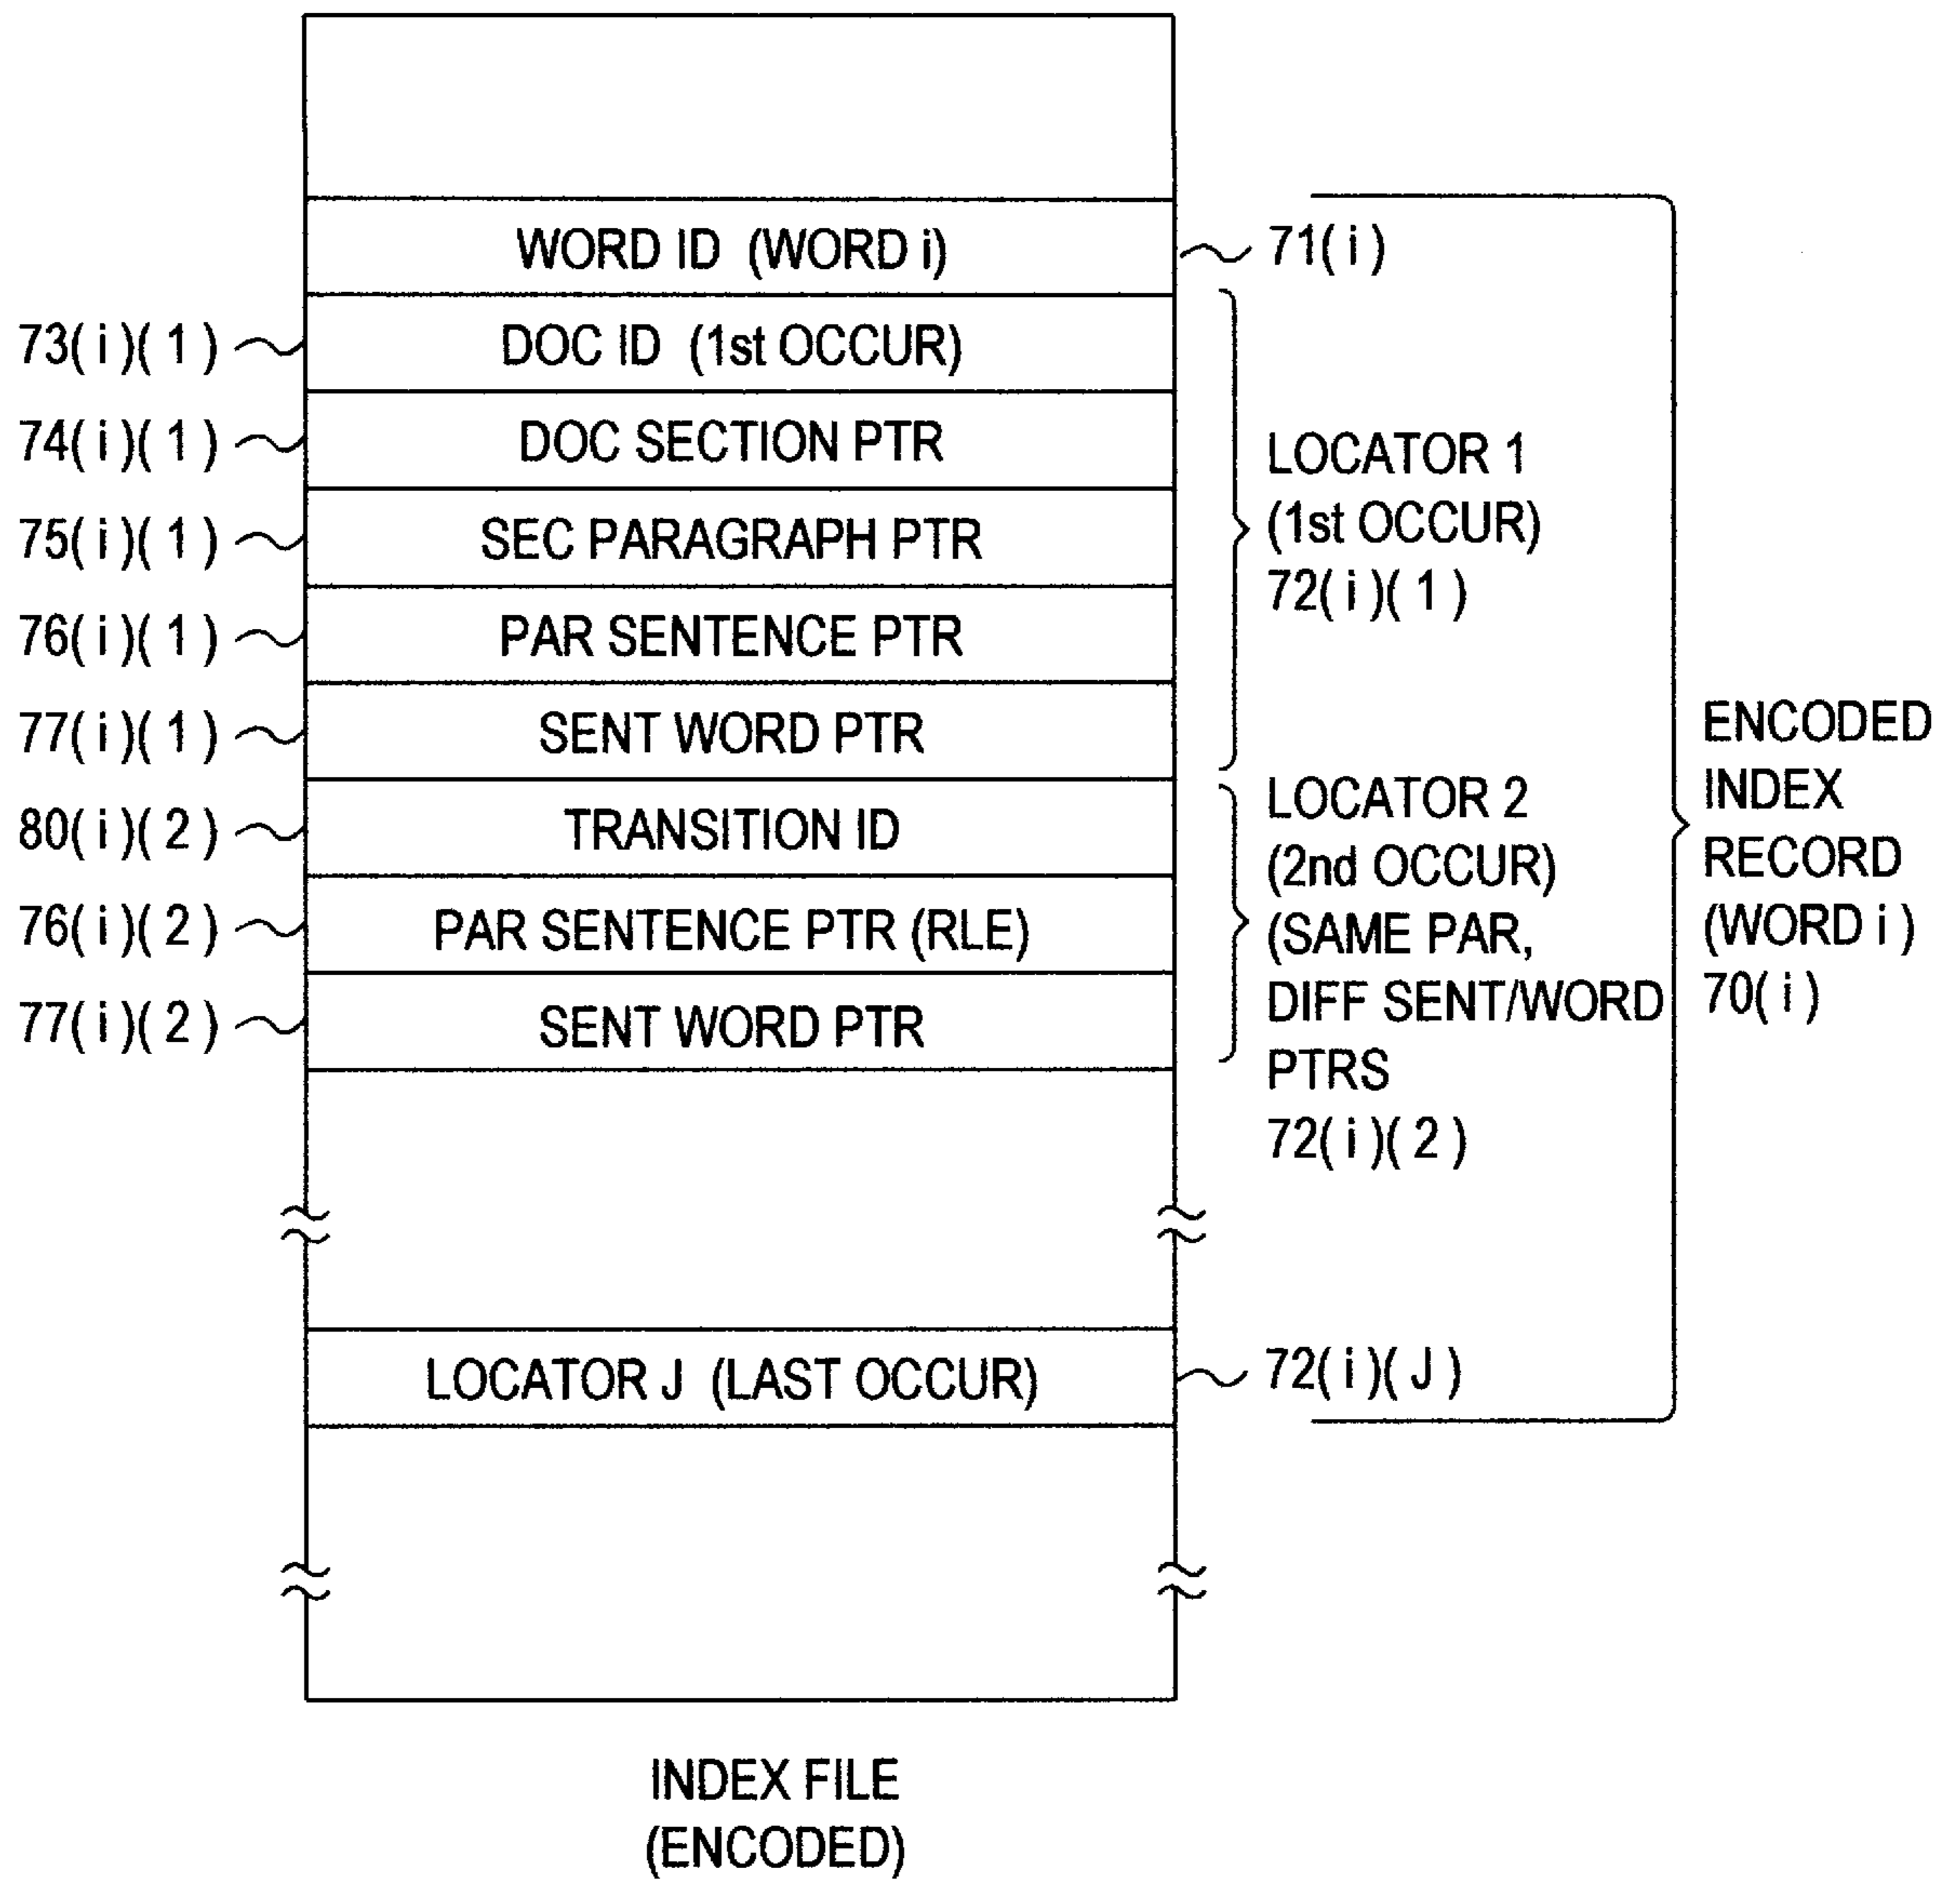 WORD ID (WORD i)
71(i)
73(i)(1)
DOC ID (1st OCCUR)
74(i)(1)
DOC SECTION PTR
75(i)(1)
SEC PARAGRAPH PTR
76(i)(1)
PAR SENTENCE PTR
77(i)(1)
SENT WORD PTR
LOCATOR 1
(1st OCCUR)
72(i)(1)
80(i)(2)
TRANSITION ID
76(i)(2)
PAR SENTENCE PTR (RLE)
77(i)(2)
SENT WORD PTR
LOCATOR 2
(2nd OCCUR)
(SAME PAR,
DIFF SENT/WORD
PTRS
72(i)(2)
LOCATOR J (LAST OCCUR)
72(i)(J)
ENCODED
INDEX
RECORD
(WORD i)
70(i)
INDEX FILE
(ENCODED)